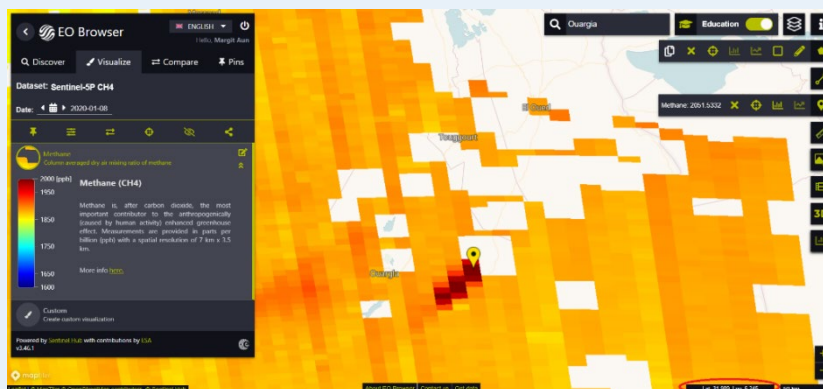 EO Browser
ENGLISH
Hello, Margit Aun
Discover
Visualize
Compare
Pins
Dataset: Sentinel-5P CH4
Date: 2020-01-08
Methane
Column averaged dry air mixing ratio of methane
2000 [ppb]
1950
1850
1750
1650
1600
Methane (CH4)
Methane is, after carbon dioxide, the most
important contributor to the anthropogenically
(caused by human activity) enhanced greenhouse
effect. Measurements are provided in parts per
billion (ppb) with a spatial resolution of 7 km x 3.5
km.
More info here.
Custom
Create custom visualization
Powered by Sentinel Hub with contributions by ESA
v3.46.1
Ouargla
Education
Methane: 2051.5332
El Oued
Touggourt
Ouargla
About EO Browser | Contact us | Get data
3D